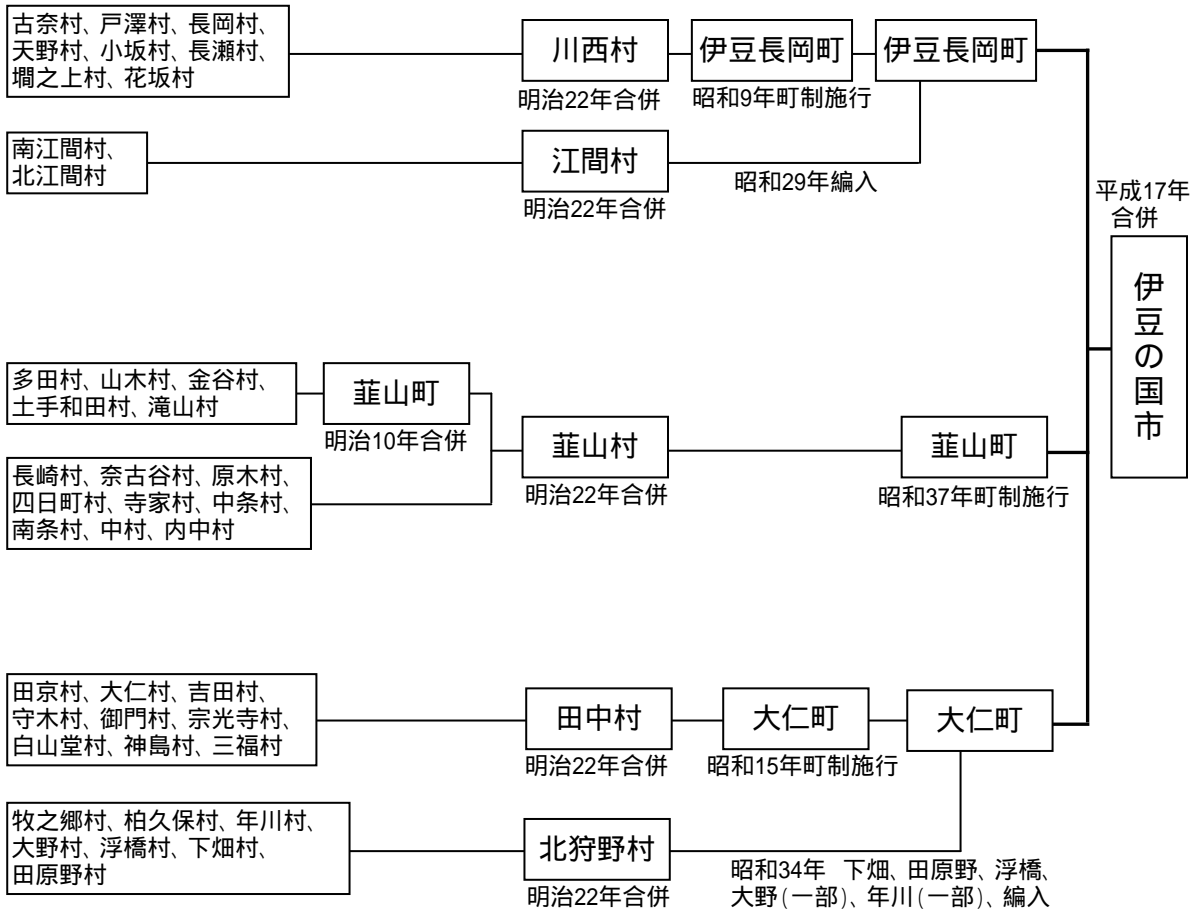 古奈村、戸澤村、長岡村、
天野村、小坂村、長瀬村、
墹之上村、花坂村
川西村
明治22年合併
伊豆長岡町
昭和9年町制施行
伊豆長岡町
南江間村、
北江間村
江間村
明治22年合併
昭和29年編入
平成17年
合併
伊豆の国市
多田村、山木村、金谷村、
土手和田村、滝山村
韮山町
明治10年合併
長崎村、奈古谷村、原木村、
四日町村、寺家村、中条村、
南条村、中村、内中村
韮山村
明治22年合併
韮山町
昭和37年町制施行
田京村、大仁村、吉田村、
守木村、御門村、宗光寺村、
白山堂村、神島村、三福村
田中村
明治22年合併
大仁町
昭和15年町制施行
大仁町
牧之郷村、柏久保村、年川村、
大野村、浮橋村、下畑村、
田原野村
北狩野村
明治22年合併
昭和34年 下畑、田原野、浮橋、
大野(一部)、年川(一部)、編入